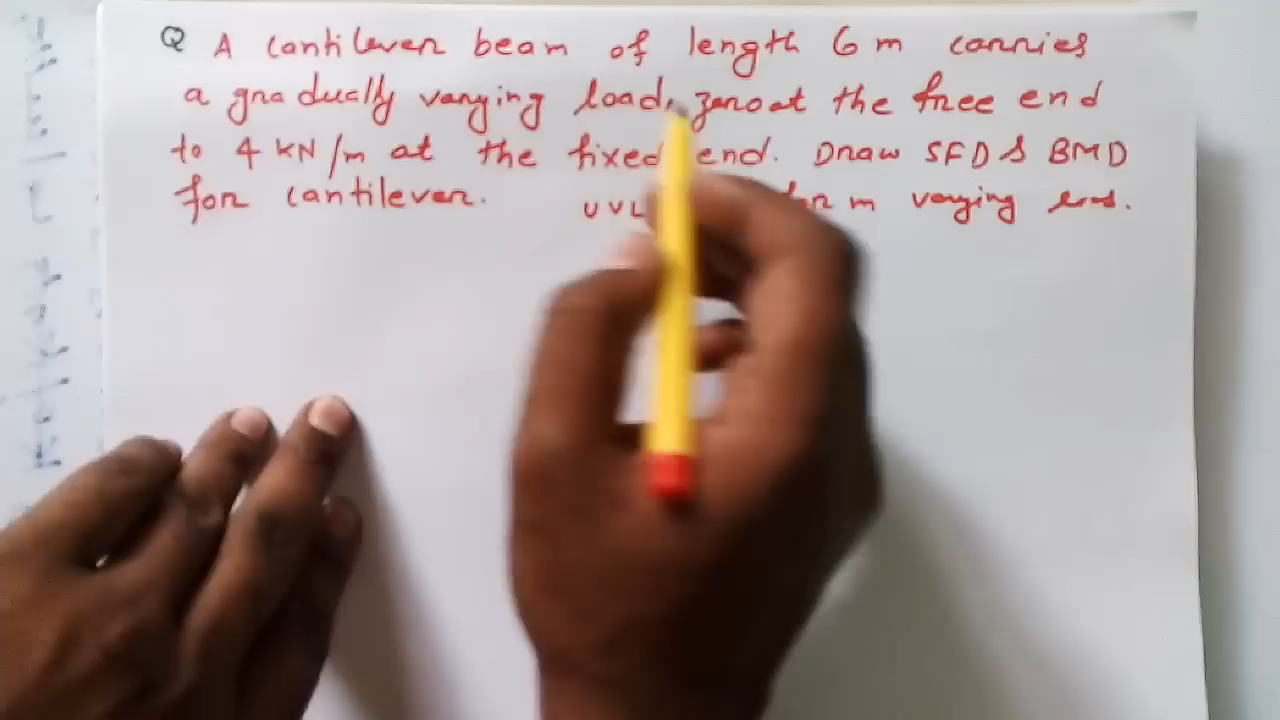 Q A cantilever beam of length 6 m carries
a gradually varying load, zero at the free end
to 4 KN/m at the fixed end. Draw SFD & BMD
for cantilever. UVL m varying load.